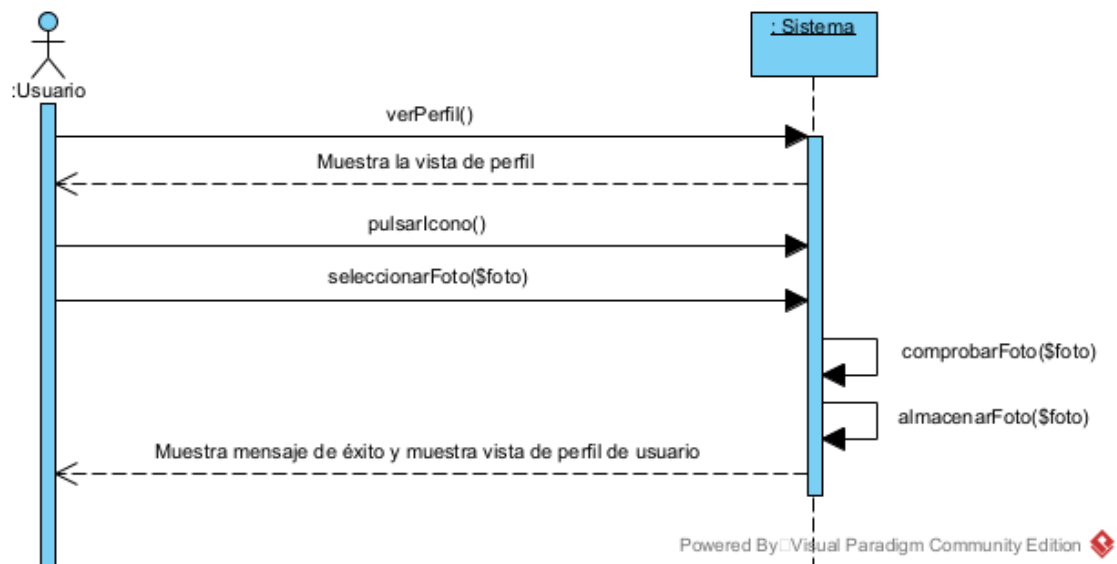 : Sistema
:Usuario
verPerfil()
Muestra la vista de perfil
pulsarIcono()
seleccionarFoto($foto)
comprobarFoto($foto)
almacenarFoto($foto)
Muestra mensaje de éxito y muestra vista de perfil de usuario
Powered By Visual Paradigm Community Edition